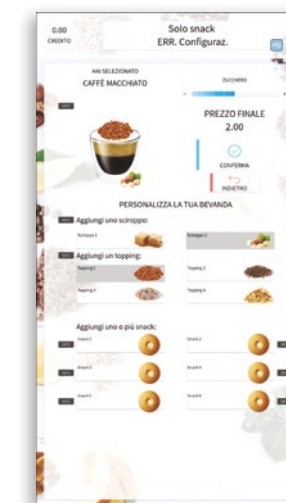 0.00
CREDITO
Solo snack
ERR. Configuraz.
HAI SELEZIONATO
CAFFÈ MACCHIATO
ZUCCHERO
PREZZO FINALE
2.00
CONFERMA
INDIETRO
PERSONALIZZA LA TUA BEVANDA
Aggiungi uno sciroppo:
Sciroppo 1
Sciroppo 2
Aggiungi un topping:
Topping 1
Topping 2
Topping 3
Topping 4
Aggiungi uno o più snack:
Snack 1
Snack 2
Snack 3
Snack 4
Snack 5
Snack 6